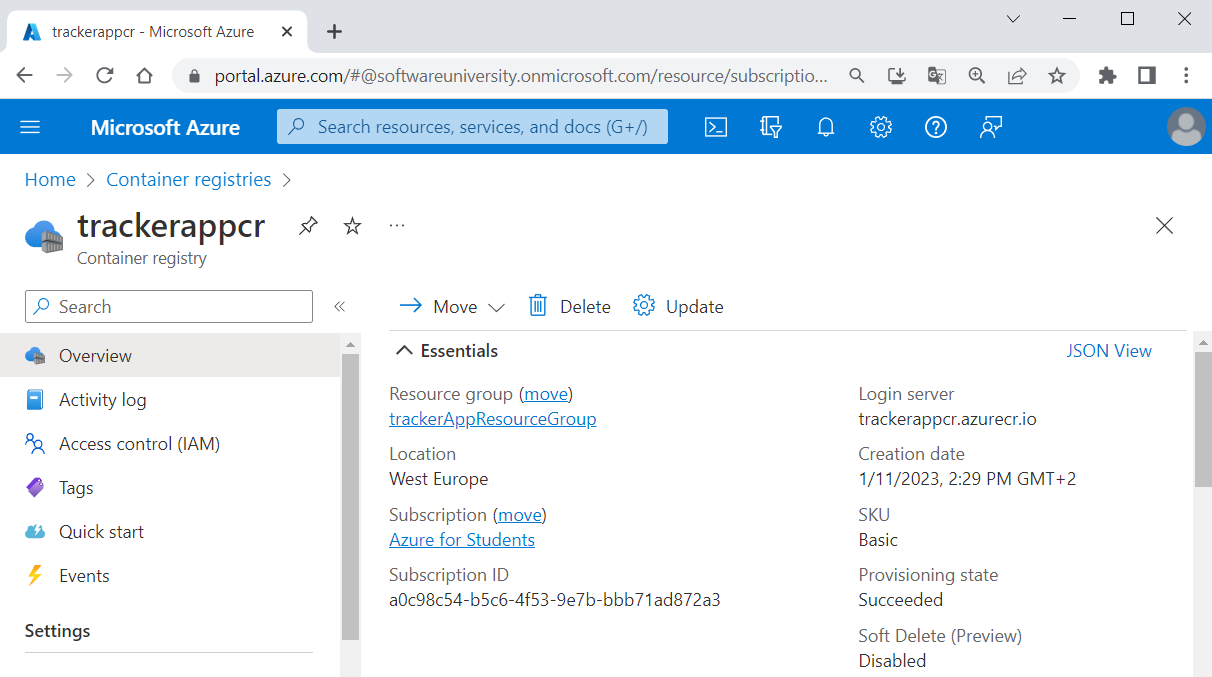 trackerappcr - Microsoft Azure
portal.azure.com/#@softwareuniversity.onmicrosoft.com/resource/subscriptio...
Microsoft Azure
Search resources, services, and docs (G+/)
Home > Container registries >
trackerappcr
Container registry
Search
«
Move
Delete
Update
Overview
Activity log
Access control (IAM)
Tags
Quick start
Events
Settings
Essentials
JSON View
Resource group (move)
trackerAppResourceGroup
Location
West Europe
Subscription (move)
Azure for Students
Subscription ID
a0c98c54-b5c6-4f53-9e7b-bbb71ad872a3
Login server
trackerappcr.azurecr.io
Creation date
1/11/2023, 2:29 PM GMT+2
SKU
Basic
Provisioning state
Succeeded
Soft Delete (Preview)
Disabled